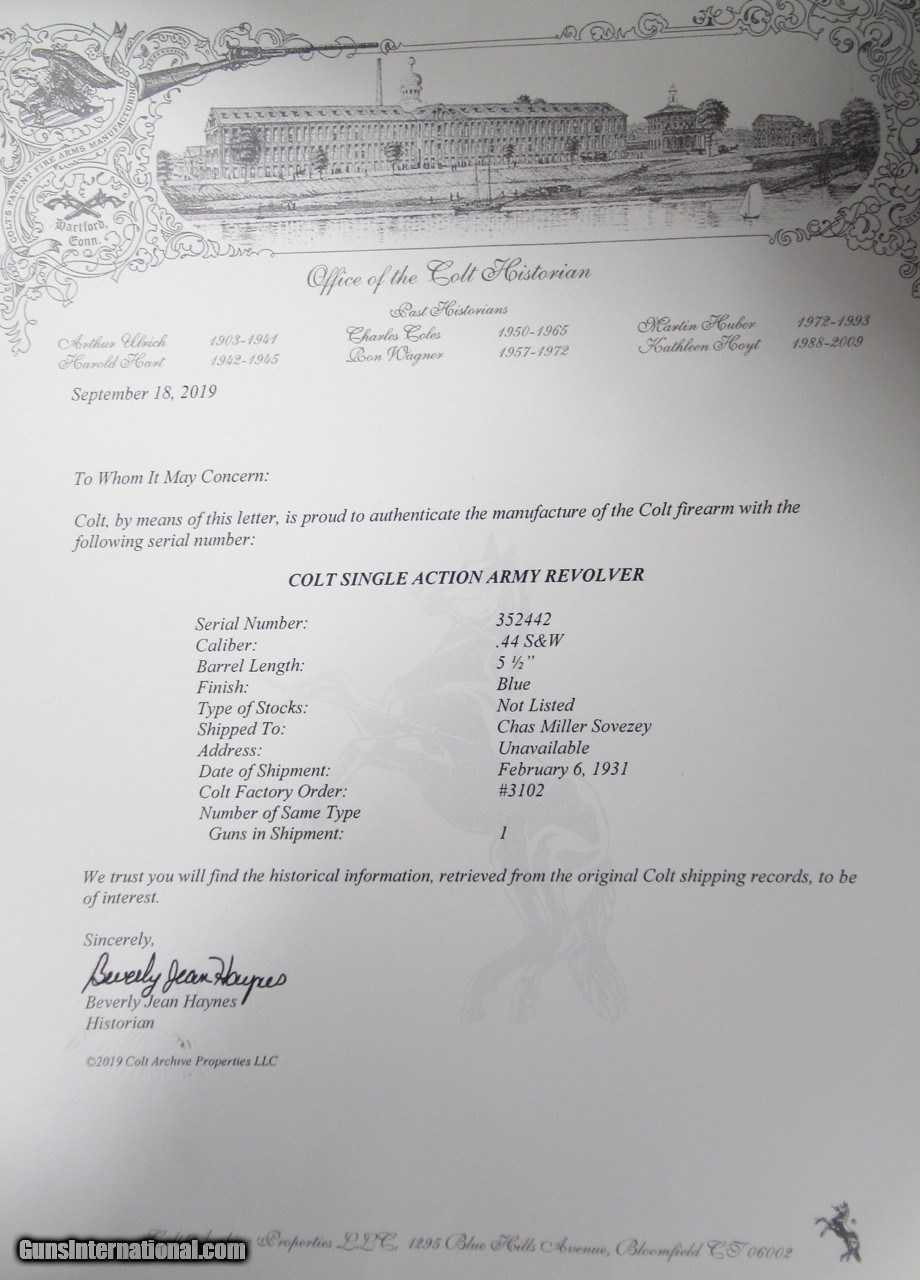 COLT'S PATENT FIRE ARMS MANUFACTURING CO.
Hartford,
Conn.
Office of the Colt Historian
Past Historians
Arthur Ulrich 1903-1941 Charles Coles 1950-1965 Martin Huber 1972-1993
Harold Hart 1942-1945 Ron Wagner 1957-1972 Kathleen Hoyt 1988-2009
September 18, 2019
To Whom It May Concern:
Colt, by means of this letter, is proud to authenticate the manufacture of the Colt firearm with the
following serial number:
COLT SINGLE ACTION ARMY REVOLVER
Serial Number: 352442
Caliber: .44 S&W
Barrel Length: 5 ½”
Finish: Blue
Type of Stocks: Not Listed
Shipped To: Chas Miller Sovezey
Address: Unavailable
Date of Shipment: February 6, 1931
Colt Factory Order: #3102
Number of Same Type
Guns in Shipment: 1
We trust you will find the historical information, retrieved from the original Colt shipping records, to be
of interest.
Sincerely,
Beverly Jean Haynes
Beverly Jean Haynes
Historian
©2019 Colt Archive Properties LLC
Properties LLC, 1295 Blue Hills Avenue, Bloomfield CT 06002
GunsInternational.com